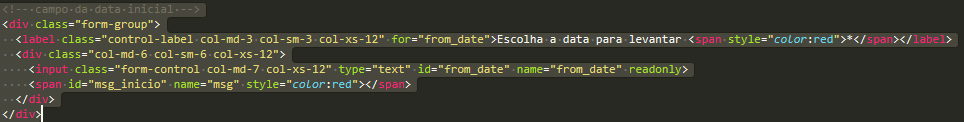 <!-- campo da data inicial -->
<div class="form-group">
<label class="control-label col-md-3 col-sm-3 col-xs-12" for="from_date">Escolha a data para levantar <span style="color:red">*</span></label>
<div class="col-md-6 col-sm-6 col-xs-12">
<input class="form-control col-md-7 col-xs-12" type="text" id="from_date" name="from_date" readonly>
<span id="msg_inicio" name="msg" style="color:red"></span>
</div>
</div>